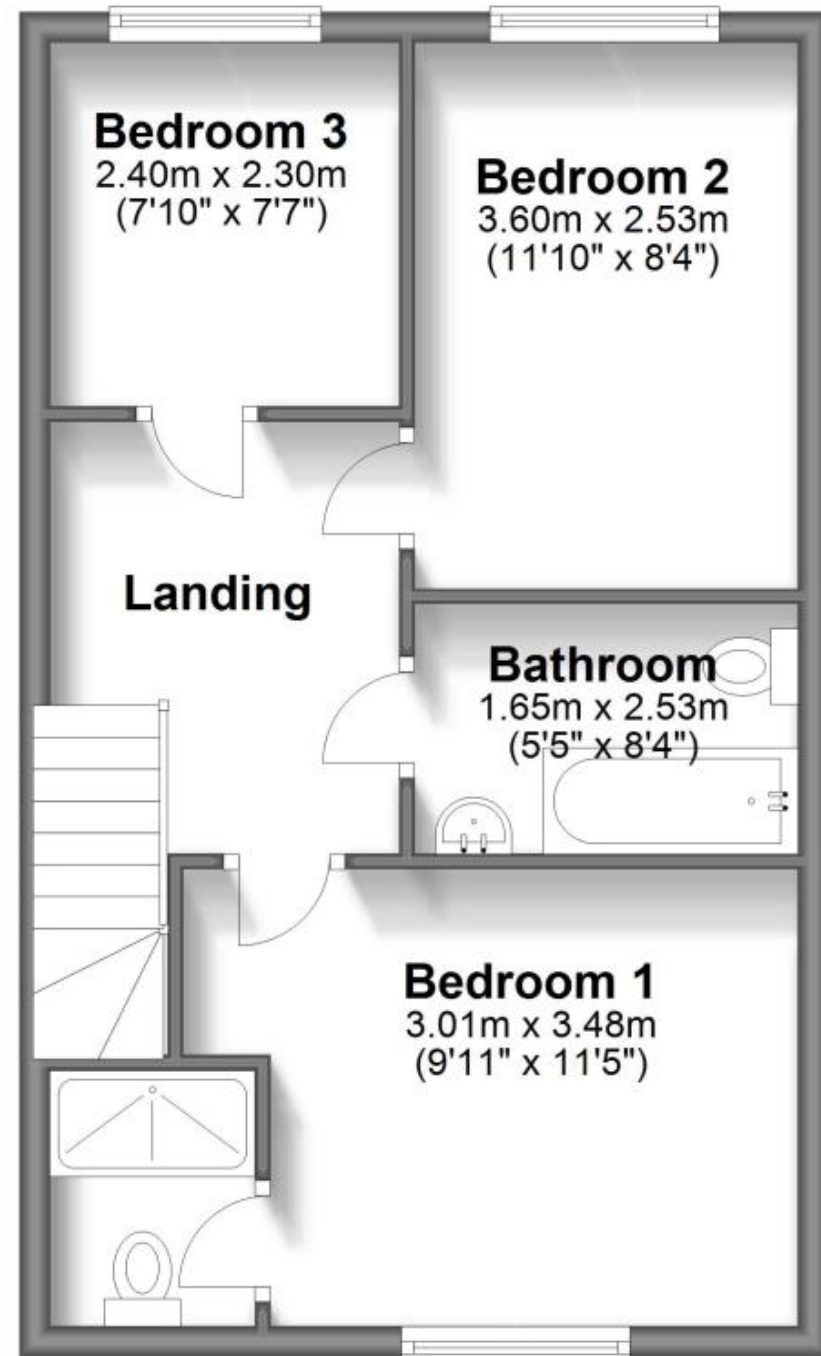 Bedroom 3
2.40m x 2.30m
(7'10" x 7'7")
Bedroom 2
3.60m x 2.53m
(11'10" x 8'4")
Landing
Bathroom
1.65m x 2.53m
(5'5" x 8'4")
Bedroom 1
3.01m x 3.48m
(9'11" x 11'5")